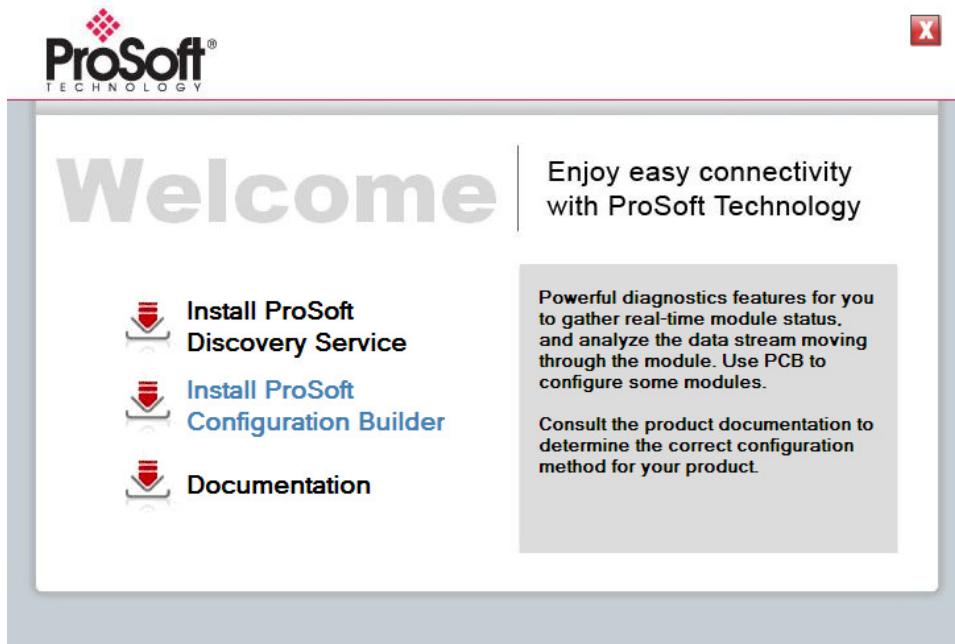 ProSoft®
TECHNOLOGY
X
Welcome
Enjoy easy connectivity
with ProSoft Technology
Install ProSoft
Discovery Service
Install ProSoft
Configuration Builder
Documentation
Powerful diagnostics features for you
to gather real-time module status,
and analyze the data stream moving
through the module. Use PCB to
configure some modules.
Consult the product documentation to
determine the correct configuration
method for your product.